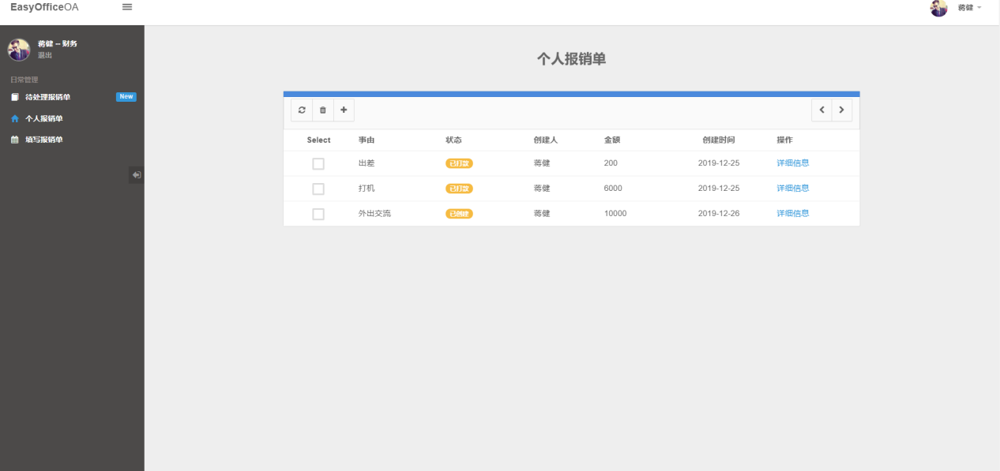 EasyOfficeOA
蒋健
蒋健 -- 财务
退出
日常管理
待处理报销单 New
个人报销单
填写报销单
个人报销单
Select 事由 状态 创建人 金额 创建时间 操作
出差 已打款 蒋健 200 2019-12-25 详细信息
打机 已打款 蒋健 6000 2019-12-25 详细信息
外出交流 已创建 蒋健 10000 2019-12-26 详细信息